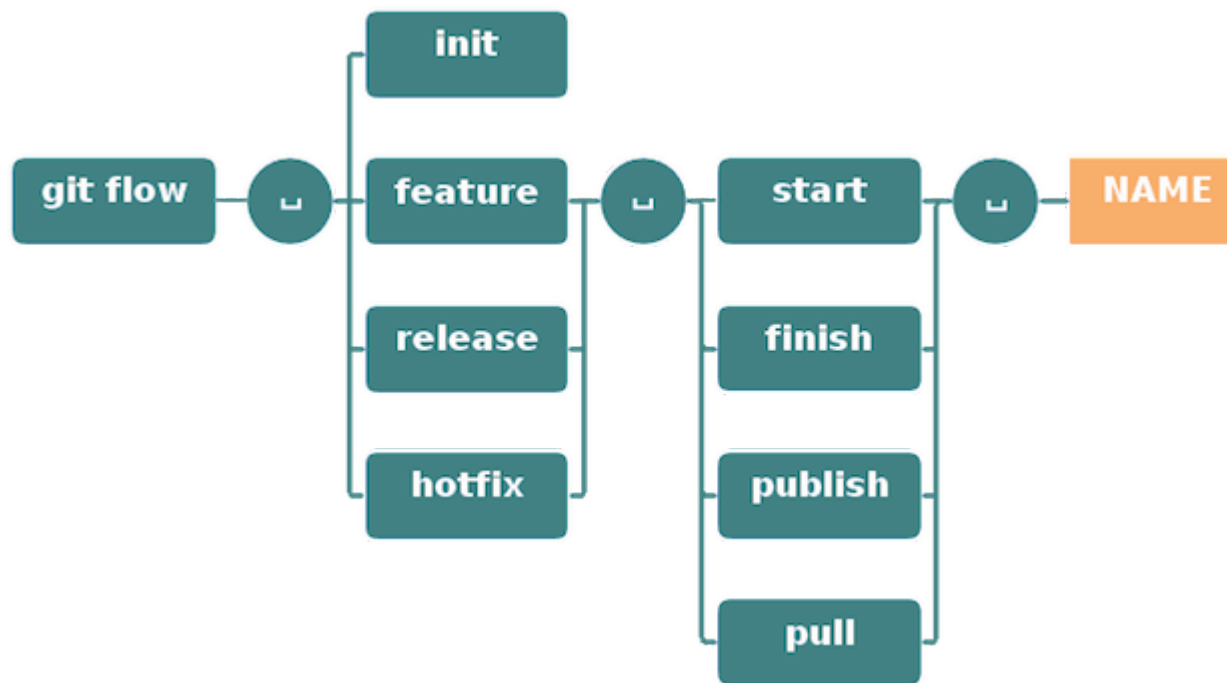 init
git flow
␣
feature
␣
start
␣
NAME
release
finish
hotfix
publish
pull